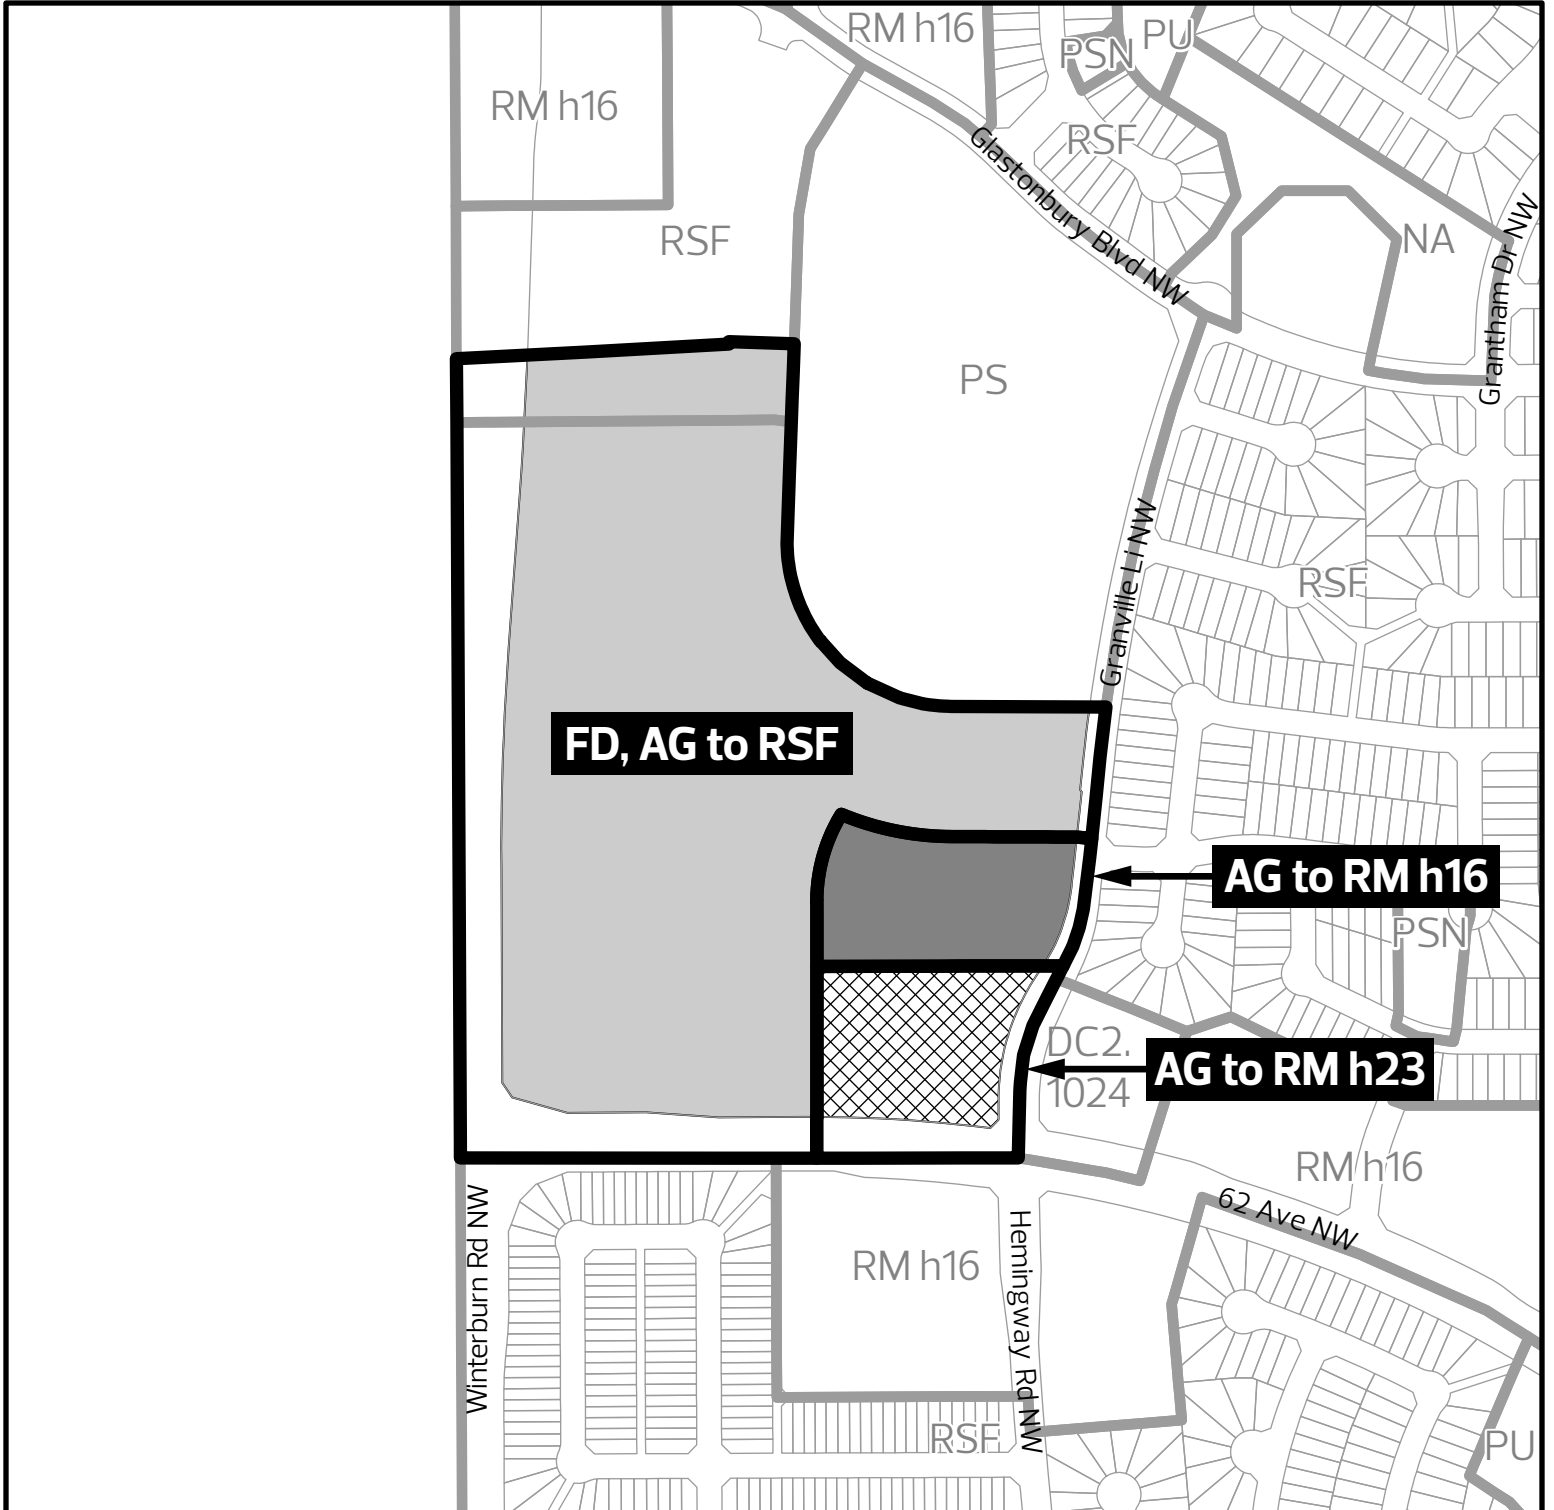 RM h16
PSN
PU
RM h16
RSF
Glastonbury Blvd NW
RSF
NA
Grantham Dr NW
PS
Granville Li NW
RSF
FD, AG to RSF
AG to RM h16
PSN
DC2.
1024
AG to RM h23
RM h16
62 Ave NW
Winterburn Rd NW
RM h16
Hemingway Rd NW
RSF
PU